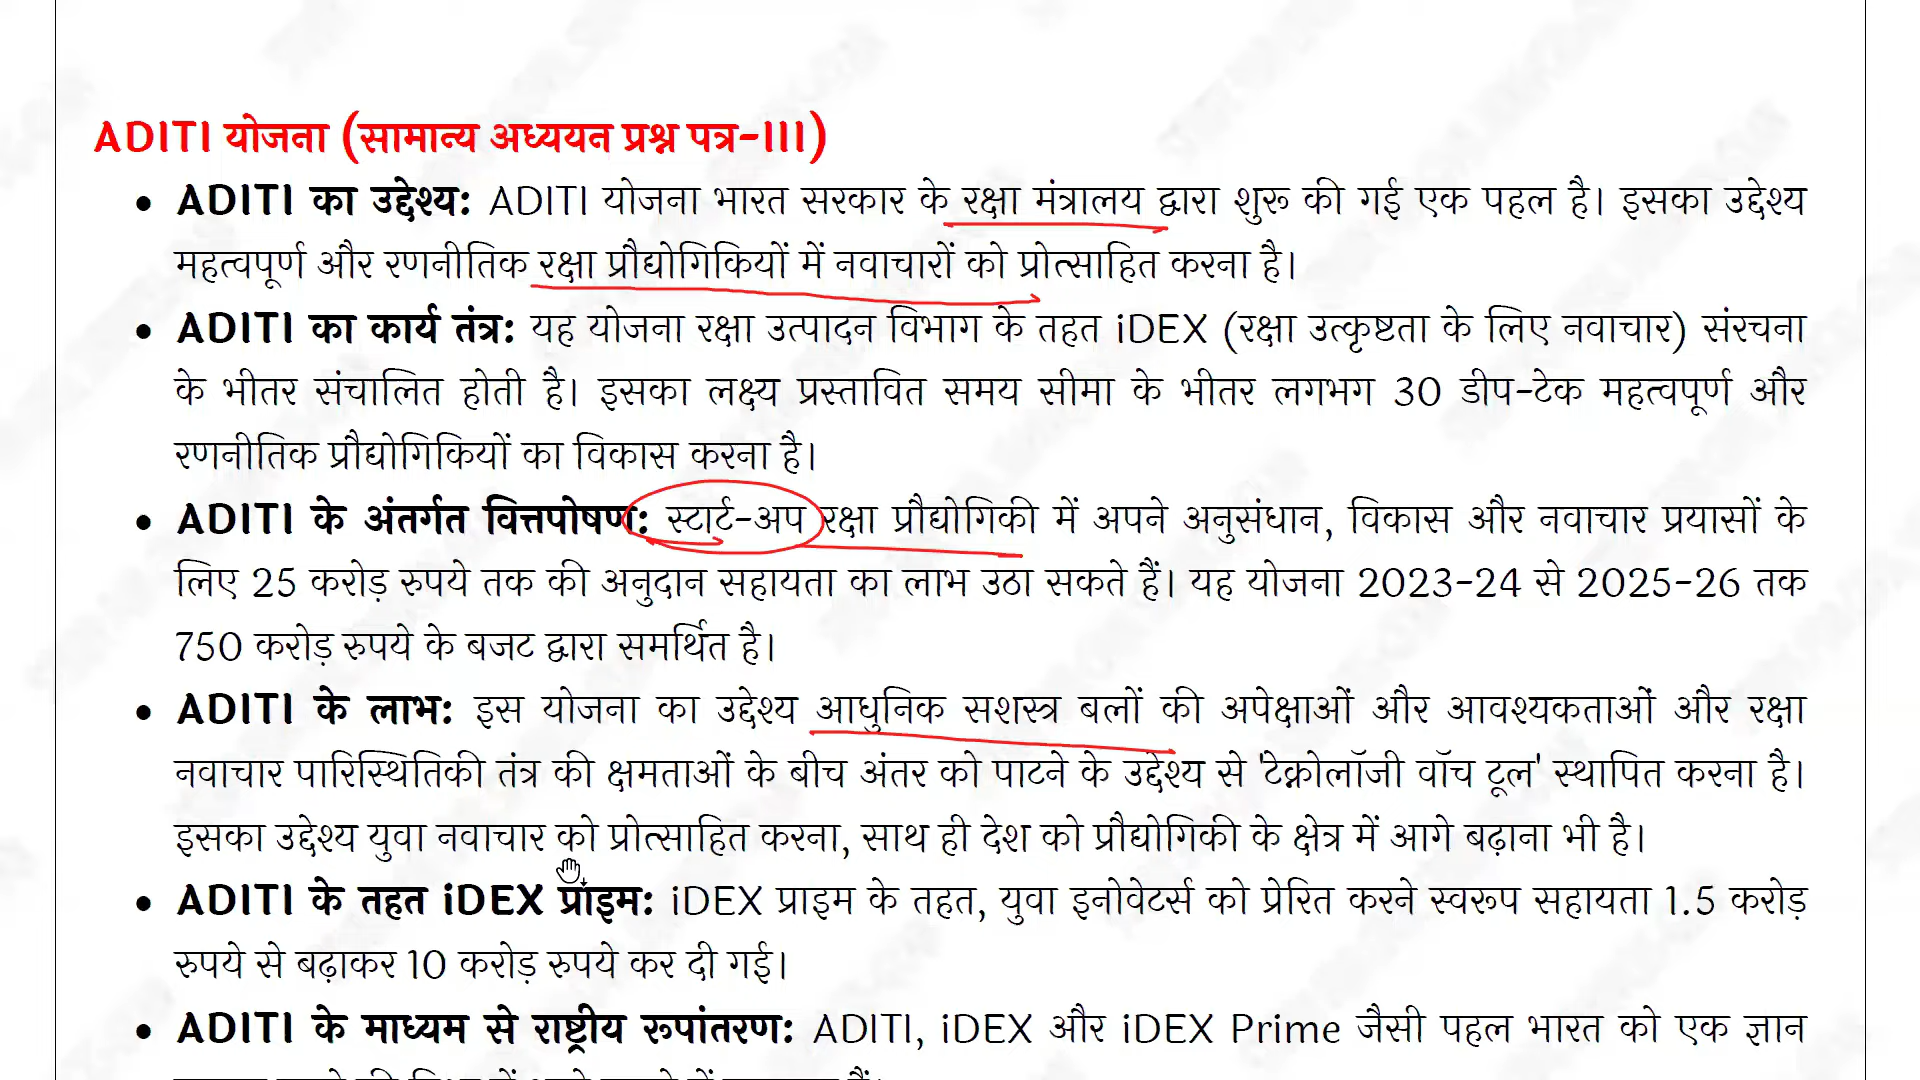 ADITI योजना (सामान्य अध्ययन प्रश्न पत्र-III)
• ADITI का उद्देश्य: ADITI योजना भारत सरकार के रक्षा मंत्रालय द्वारा शुरू की गई एक पहल है। इसका उद्देश्य
महत्वपूर्ण और रणनीतिक रक्षा प्रौद्योगिकियों में नवाचारों को प्रोत्साहित करना है।
• ADITI का कार्य तंत्र: यह योजना रक्षा उत्पादन विभाग के तहत iDEX (रक्षा उत्कृष्टता के लिए नवाचार) संरचना
के भीतर संचालित होती है। इसका लक्ष्य प्रस्तावित समय सीमा के भीतर लगभग 30 डीप-टेक महत्वपूर्ण और
रणनीतिक प्रौद्योगिकियों का विकास करना है।
• ADITI के अंतर्गत वित्तपोषण: स्टार्ट-अप रक्षा प्रौद्योगिकी में अपने अनुसंधान, विकास और नवाचार प्रयासों के
लिए 25 करोड़ रुपये तक की अनुदान सहायता का लाभ उठा सकते हैं। यह योजना 2023-24 से 2025-26 तक
750 करोड़ रुपये के बजट द्वारा समर्थित है।
• ADITI के लाभ: इस योजना का उद्देश्य आधुनिक सशस्त्र बलों की अपेक्षाओं और आवश्यकताओं और रक्षा
नवाचार पारिस्थितिकी तंत्र की क्षमताओं के बीच अंतर को पाटने के उद्देश्य से 'टेक्नोलॉजी वॉच टूल' स्थापित करना है।
इसका उद्देश्य युवा नवाचार को प्रोत्साहित करना, साथ ही देश को प्रौद्योगिकी के क्षेत्र में आगे बढ़ाना भी है।
• ADITI के तहत iDEX प्राइम: iDEX प्राइम के तहत, युवा इनोवेटर्स को प्रेरित करने स्वरूप सहायता 1.5 करोड़
रुपये से बढ़ाकर 10 करोड़ रुपये कर दी गई।
• ADITI के माध्यम से राष्ट्रीय रूपांतरण: ADITI, iDEX और iDEX Prime जैसी पहल भारत को एक ज्ञान